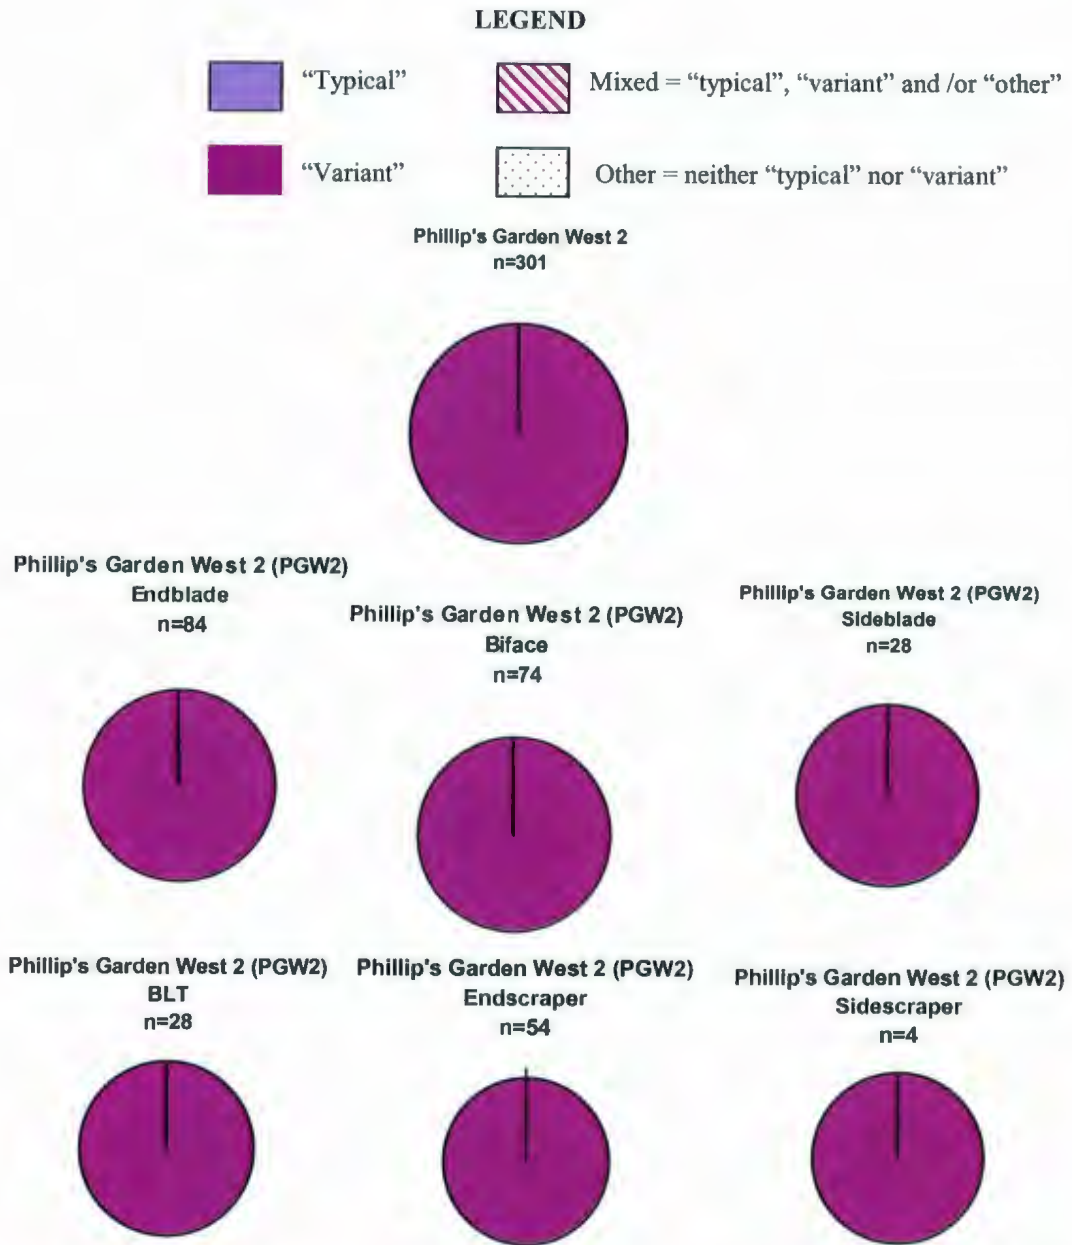 LEGEND
“Typical”
Mixed = “typical”, “variant” and /or “other”
“Variant”
Other = neither “typical” nor “variant”
Phillip's Garden West 2
n=301
Phillip's Garden West 2 (PGW2)
Endblade
n=84
Phillip's Garden West 2 (PGW2)
Biface
n=74
Phillip's Garden West 2 (PGW2)
Sideblade
n=28
Phillip's Garden West 2 (PGW2)
BLT
n=28
Phillip's Garden West 2 (PGW2)
Endscraper
n=54
Phillip's Garden West 2 (PGW2)
Sidescraper
n=4